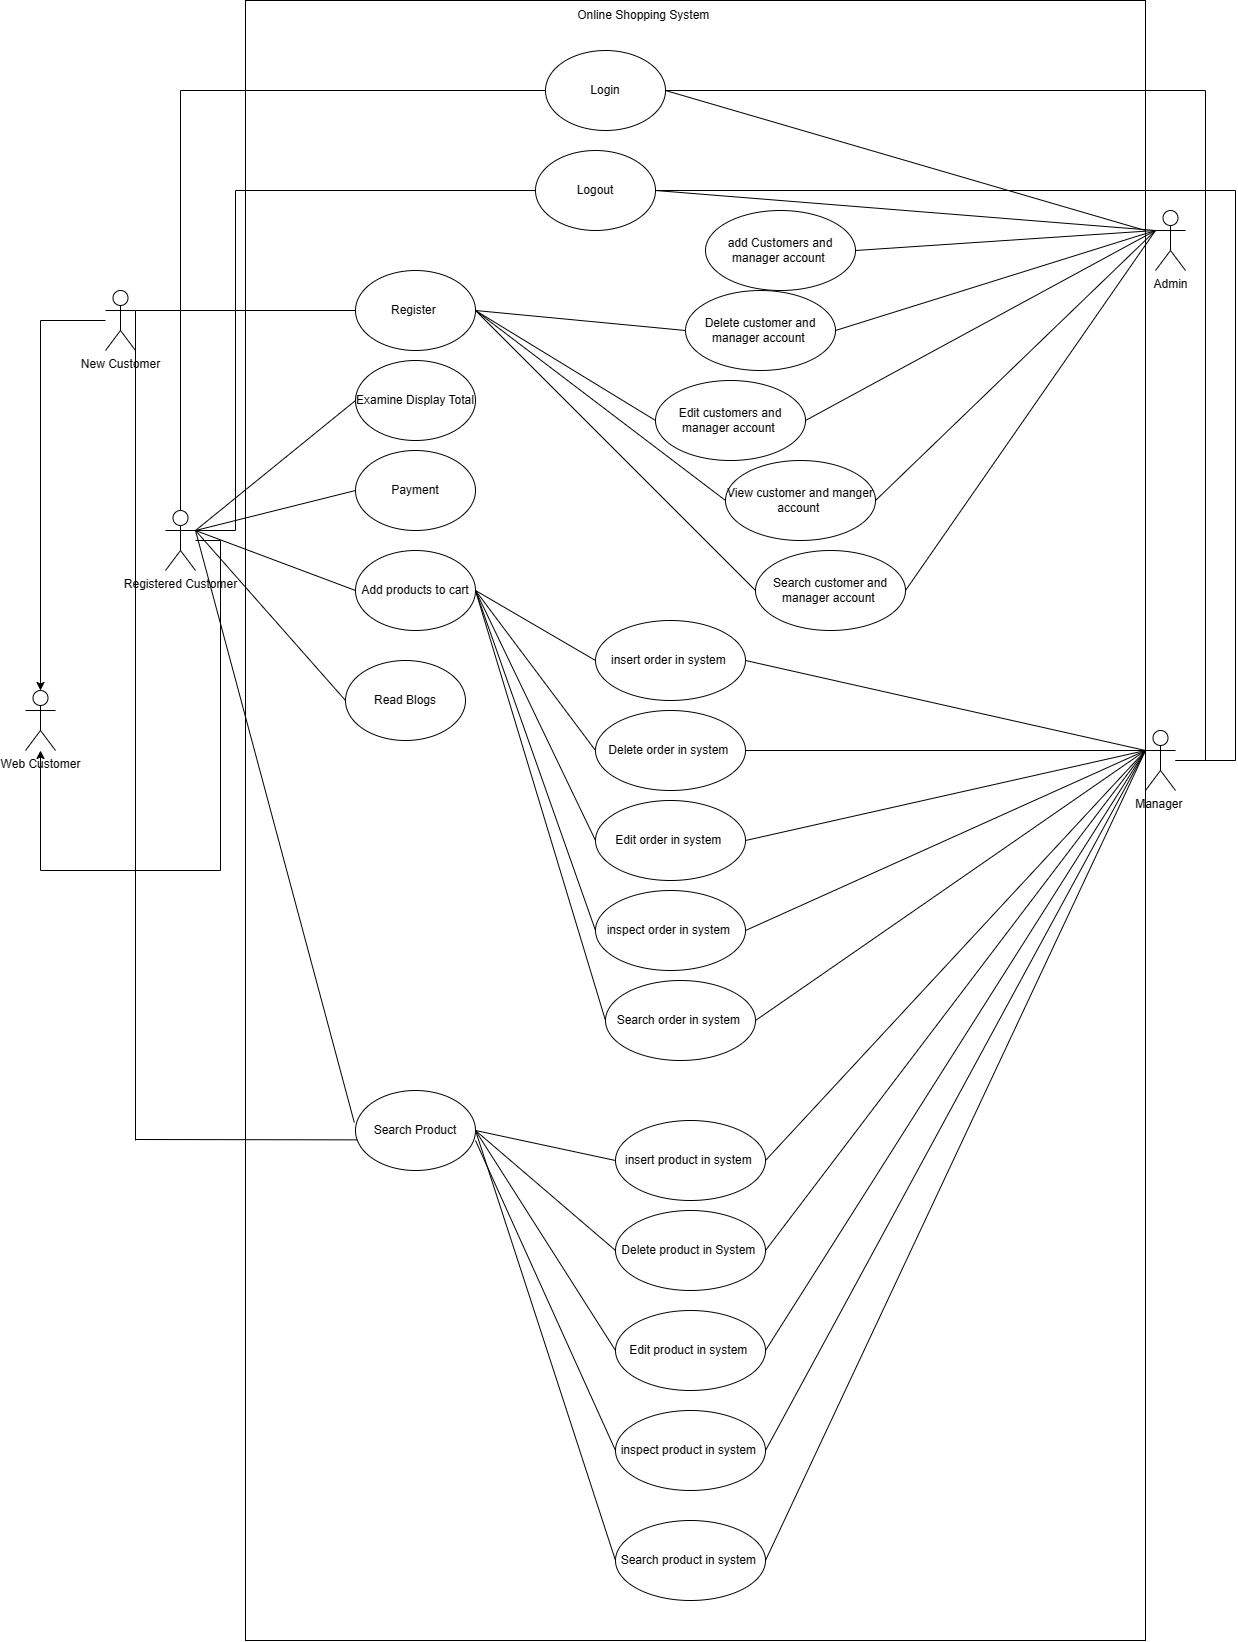 Online Shopping System
Login
Logout
add Customers and
manager account
Admin
Register
Delete customer and
manager account
New Customer
Examine Display Total
Edit customers and
manager account
Payment
View customer and manger
account
Registered Customer
Add products to cart
Search customer and
manager account
insert order in system
Read Blogs
Delete order in system
Web Customer
Manager
Edit order in system
inspect order in system
Search order in system
Search Product
insert product in system
Delete product in System
Edit product in system
inspect product in system
Search product in system